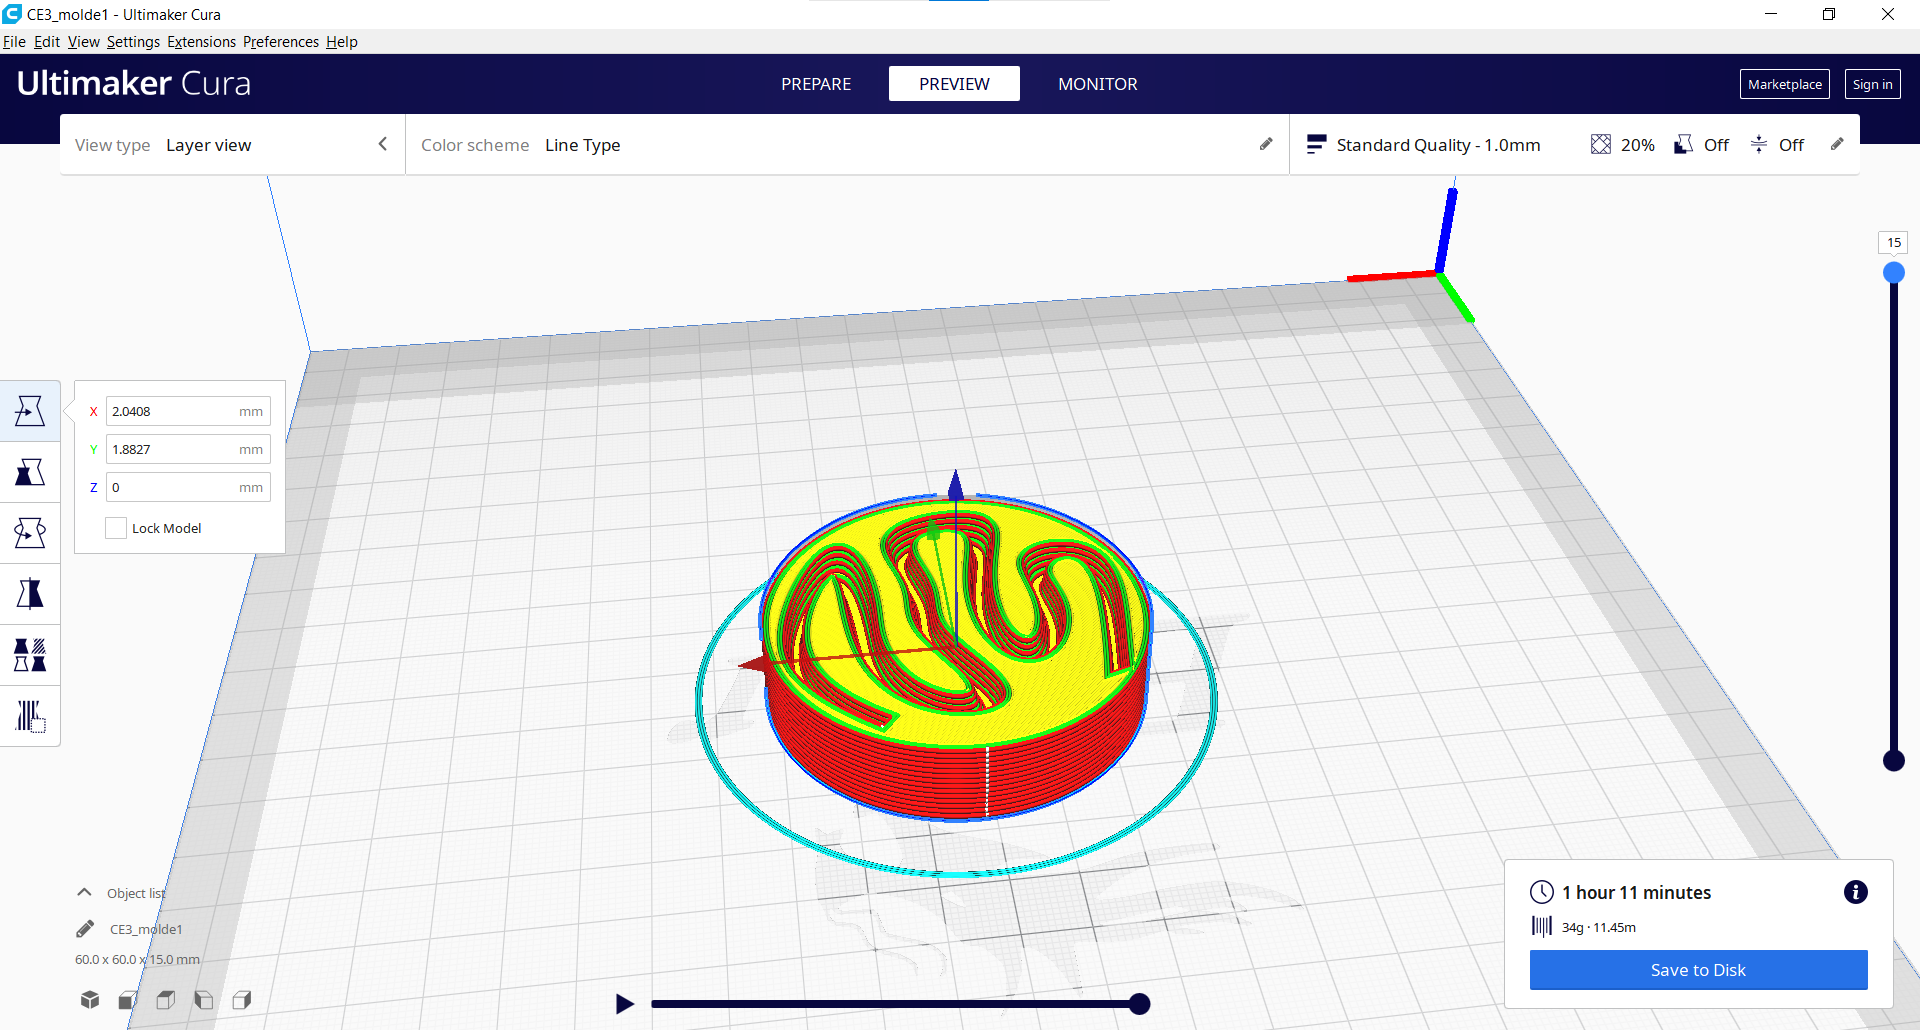 CE3_molde1 - Ultimaker Cura
File Edit View Settings Extensions Preferences Help
Ultimaker Cura
PREPARE
PREVIEW
MONITOR
Marketplace
Sign in
View type Layer view
Color scheme Line Type
Standard Quality - 1.0mm
20%
Off
Off
15
X 2.0408 mm
Y 1.8827 mm
Z 0 mm
Lock Model
Object list
CE3_molde1
60.0 x 60.0 x 15.0 mm
1 hour 11 minutes
34g · 11.45m
Save to Disk